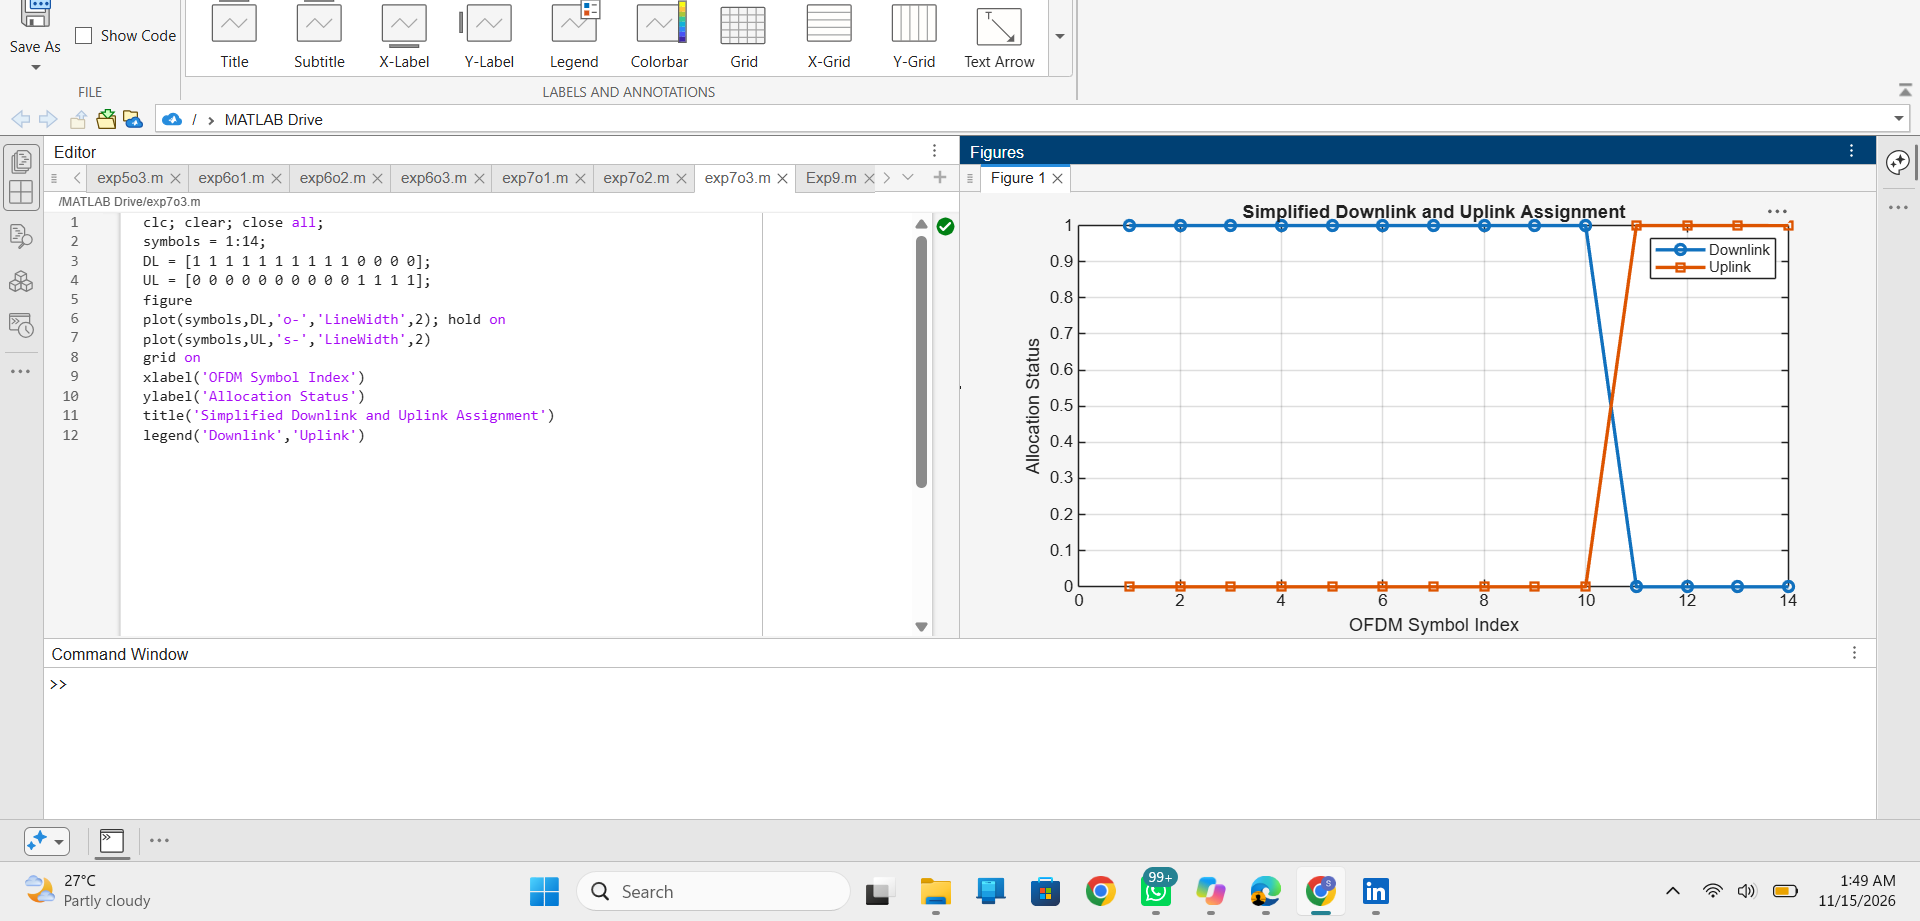 Save As
Show Code
Title
Subtitle
X-Label
Y-Label
Legend
Colorbar
Grid
X-Grid
Y-Grid
Text Arrow
FILE
LABELS AND ANNOTATIONS
/ › MATLAB Drive
Editor
exp5o3.m
exp6o1.m
exp6o2.m
exp6o3.m
exp7o1.m
exp7o2.m
exp7o3.m
Exp9.m
/MATLAB Drive/exp7o3.m
1 clc; clear; close all;
2 symbols = 1:14;
3 DL = [1 1 1 1 1 1 1 1 1 1 0 0 0 0];
4 UL = [0 0 0 0 0 0 0 0 0 0 1 1 1 1];
5 figure
6 plot(symbols,DL,'o-','LineWidth',2); hold on
7 plot(symbols,UL,'s-','LineWidth',2)
8 grid on
9 xlabel('OFDM Symbol Index')
10 ylabel('Allocation Status')
11 title('Simplified Downlink and Uplink Assignment')
12 legend('Downlink','Uplink')
Figures
Figure 1
Simplified Downlink and Uplink Assignment
Downlink
Uplink
Allocation Status
1
0.9
0.8
0.7
0.6
0.5
0.4
0.3
0.2
0.1
0
0 2 4 6 8 10 12 14
OFDM Symbol Index
Command Window
>>
27°C
Partly cloudy
Search
99+
S
1:49 AM
11/15/2026